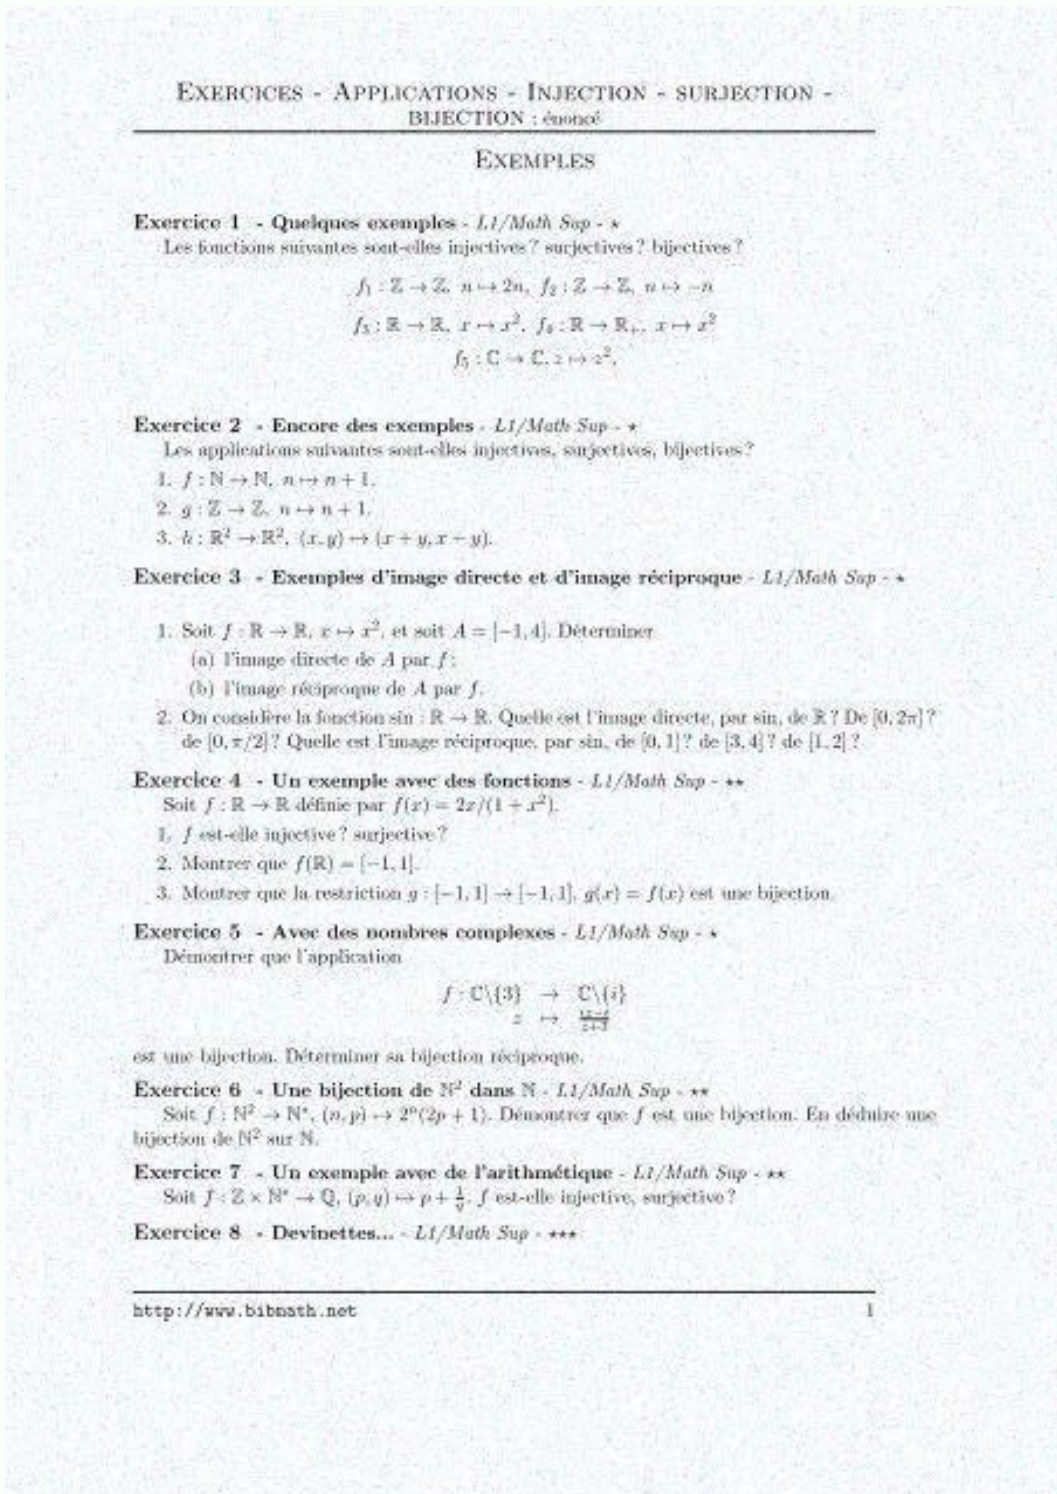 EXERCICES - APPLICATIONS - INJECTION - SURJECTION -
BIJECTION : énoncé
EXEMPLES
Exercice 1 - Quelques exemples - L1/Math Sup - ⋆
Les fonctions suivantes sont-elles injectives ? surjectives ? bijectives ?
f₁ : ℤ → ℤ, n ↦ 2n, f₂ : ℤ → ℤ, n ↦ −n
f₃ : ℝ → ℝ, x ↦ x², f₄ : ℝ → ℝ₊, x ↦ x²
f₅ : ℂ → ℂ, z ↦ z².
Exercice 2 - Encore des exemples - L1/Math Sup - ⋆
Les applications suivantes sont-elles injectives, surjectives, bijectives ?
1. f : ℕ → ℕ, n ↦ n + 1.
2. g : ℤ → ℤ, n ↦ n + 1.
3. h : ℝ² → ℝ², (x, y) ↦ (x + y, x − y).
Exercice 3 - Exemples d'image directe et d'image réciproque - L1/Math Sup - ⋆
1. Soit f : ℝ → ℝ, x ↦ x², et soit A = [−1, 4]. Déterminer
(a) l'image directe de A par f ;
(b) l'image réciproque de A par f.
2. On considère la fonction sin : ℝ → ℝ. Quelle est l'image directe, par sin, de ℝ ? De [0, 2π] ?
de [0, π/2] ? Quelle est l'image réciproque, par sin, de [0, 1] ? de [3, 4] ? de [1, 2] ?
Exercice 4 - Un exemple avec des fonctions - L1/Math Sup - ⋆⋆
Soit f : ℝ → ℝ définie par f(x) = 2x/(1 + x²).
1. f est-elle injective ? surjective ?
2. Montrer que f(ℝ) = [−1, 1].
3. Montrer que la restriction g : [−1, 1] → [−1, 1], g(x) = f(x) est une bijection.
Exercice 5 - Avec des nombres complexes - L1/Math Sup - ⋆
Démontrer que l'application
f : ℂ\{3} → ℂ\{i}
z ↦
est une bijection. Déterminer sa bijection réciproque.
Exercice 6 - Une bijection de ℕ² dans ℕ - L1/Math Sup - ⋆⋆
Soit f : ℕ² → ℕ*, (n, p) ↦ 2ⁿ(2p + 1). Démontrer que f est une bijection. En déduire une
bijection de ℕ² sur ℕ.
Exercice 7 - Un exemple avec de l'arithmétique - L1/Math Sup - ⋆⋆
Soit f : ℤ × ℕ* → ℚ, (p, q) ↦ p + 1/q. f est-elle injective, surjective ?
Exercice 8 - Devinettes... - L1/Math Sup - ⋆⋆⋆
http://www.bibmath.net 1